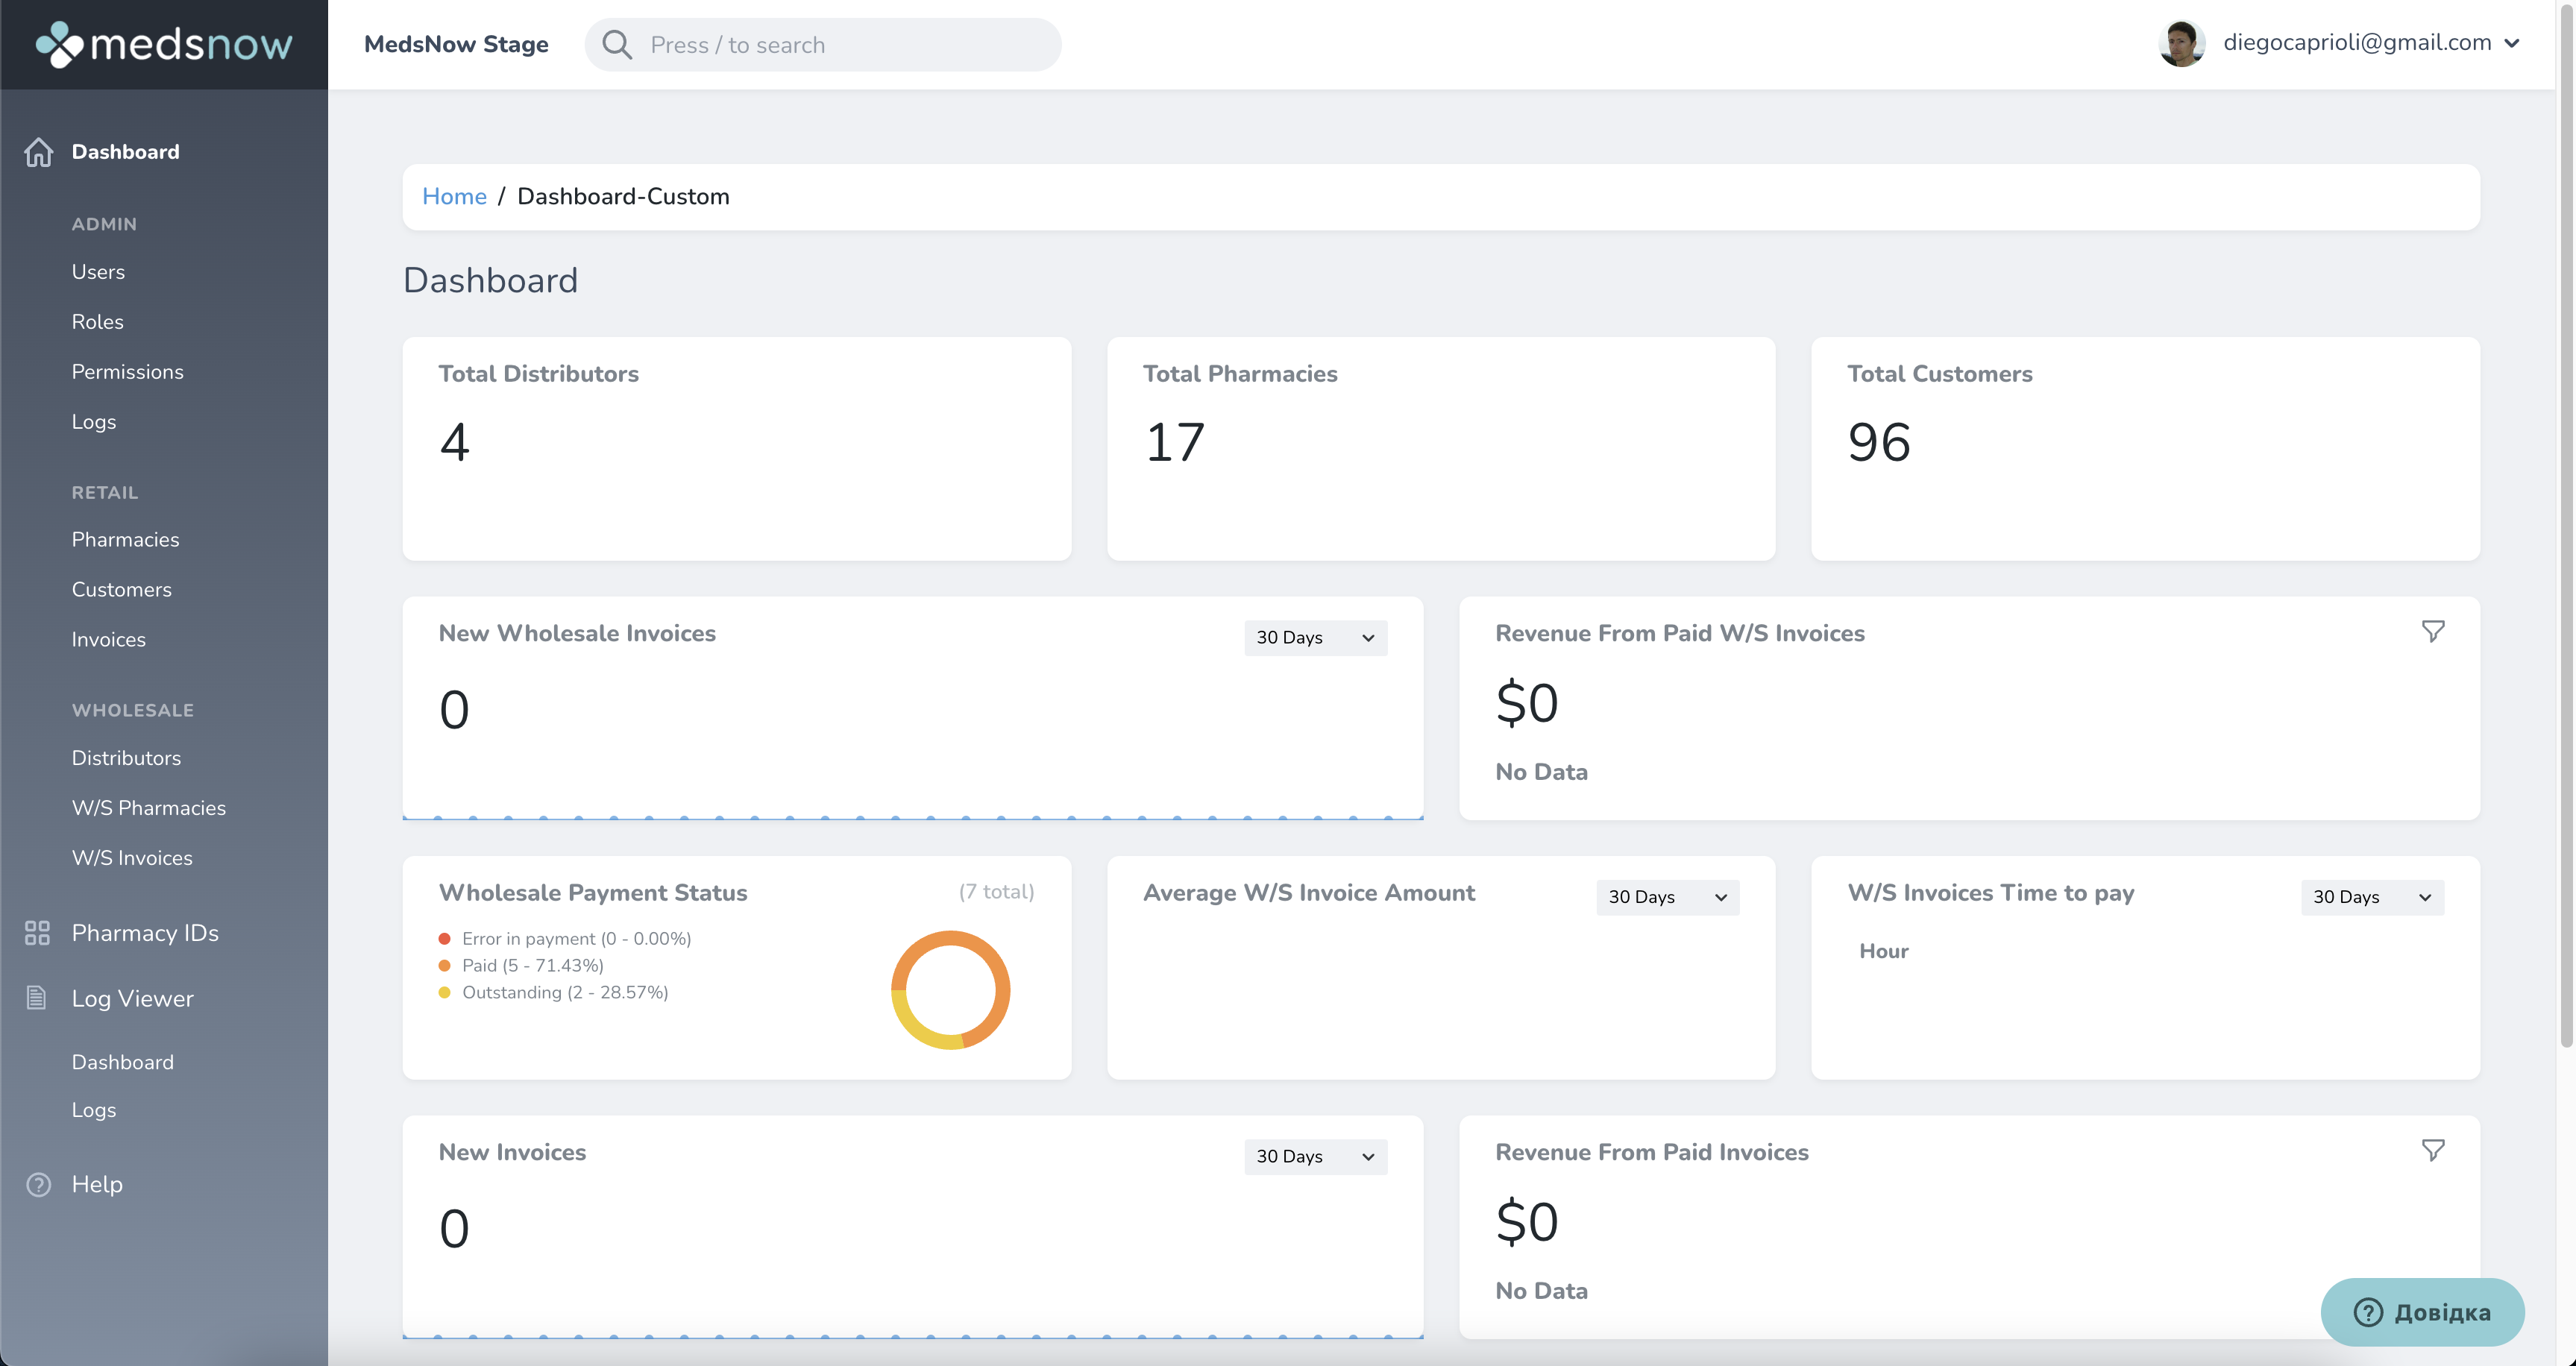 medsnow
MedsNow Stage
Press / to search
diegocaprioli@gmail.com
Dashboard
ADMIN
Users
Roles
Permissions
Logs
RETAIL
Pharmacies
Customers
Invoices
WHOLESALE
Distributors
W/S Pharmacies
W/S Invoices
Pharmacy IDs
Log Viewer
Dashboard
Logs
Help
Home / Dashboard-Custom
Dashboard
Total Distributors
4
Total Pharmacies
17
Total Customers
96
New Wholesale Invoices
30 Days
0
Revenue From Paid W/S Invoices
$0
No Data
Wholesale Payment Status
(7 total)
Error in payment (0 - 0.00%)
Paid (5 - 71.43%)
Outstanding (2 - 28.57%)
Average W/S Invoice Amount
30 Days
W/S Invoices Time to pay
30 Days
Hour
New Invoices
30 Days
0
Revenue From Paid Invoices
$0
No Data
Довідка